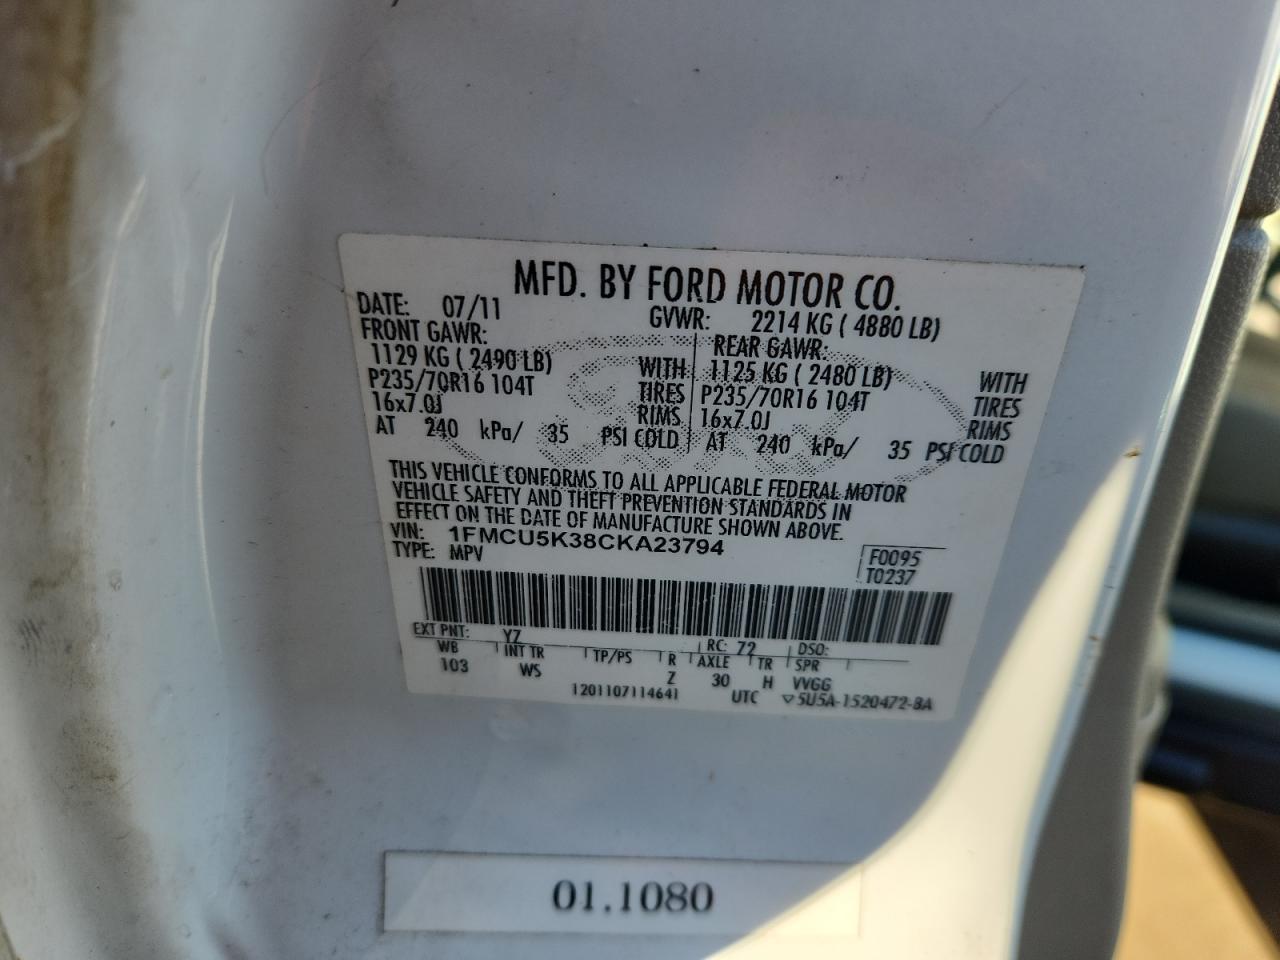 MFD. BY FORD MOTOR CO.
DATE: 07/11 GVWR: 2214 KG ( 4880 LB)
FRONT GAWR: REAR GAWR:
1129 KG ( 2490 LB) WITH 1125 KG ( 2480 LB) WITH
P235/70R16 104T TIRES P235/70R16 104T TIRES
16x7.0J RIMS 16x7.0J RIMS
AT 240 kPa/ 35 PSI COLD AT 240 kPa/ 35 PSI COLD
THIS VEHICLE CONFORMS TO ALL APPLICABLE FEDERAL MOTOR
VEHICLE SAFETY AND THEFT PREVENTION STANDARDS IN
EFFECT ON THE DATE OF MANUFACTURE SHOWN ABOVE.
VIN: 1FMCU5K38CKA23794
TYPE: MPV F0095
T0237
EXT PNT: YZ RC: 72 DSO:
WB INT TR TP/PS R AXLE TR SPR
103 WS Z 30 H VVGG
1201107114641 UTC ▽5U5A-1520472-BA
01.1080